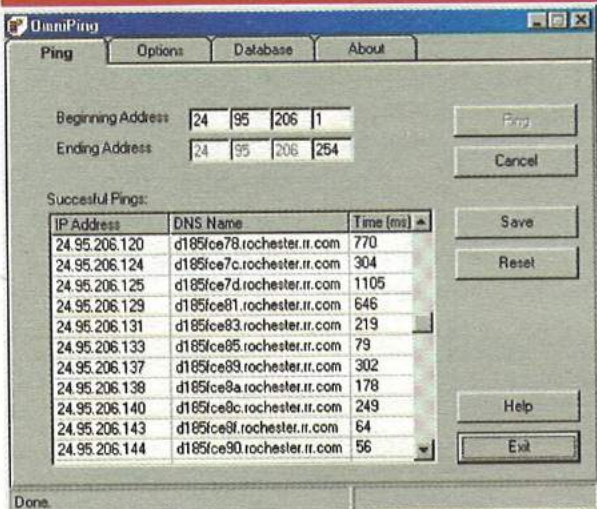 OmniPing
Ping Options Database About
Beginning Address 24 95 206 1
Ending Address 24 95 206 254
Ping
Cancel
Succesful Pings:
IP Address DNS Name Time (ms)
24.95.206.120 d185fce78.rochester.rr.com 770
24.95.206.124 d185fce7c.rochester.rr.com 304
24.95.206.125 d185fce7d.rochester.rr.com 1105
24.95.206.129 d185fce81.rochester.rr.com 646
24.95.206.131 d185fce83.rochester.rr.com 219
24.95.206.133 d185fce85.rochester.rr.com 79
24.95.206.137 d185fce89.rochester.rr.com 302
24.95.206.138 d185fce8a.rochester.rr.com 178
24.95.206.140 d185fce8c.rochester.rr.com 249
24.95.206.143 d185fce8f.rochester.rr.com 64
24.95.206.144 d185fce90.rochester.rr.com 56
Save
Reset
Help
Exit
Done.